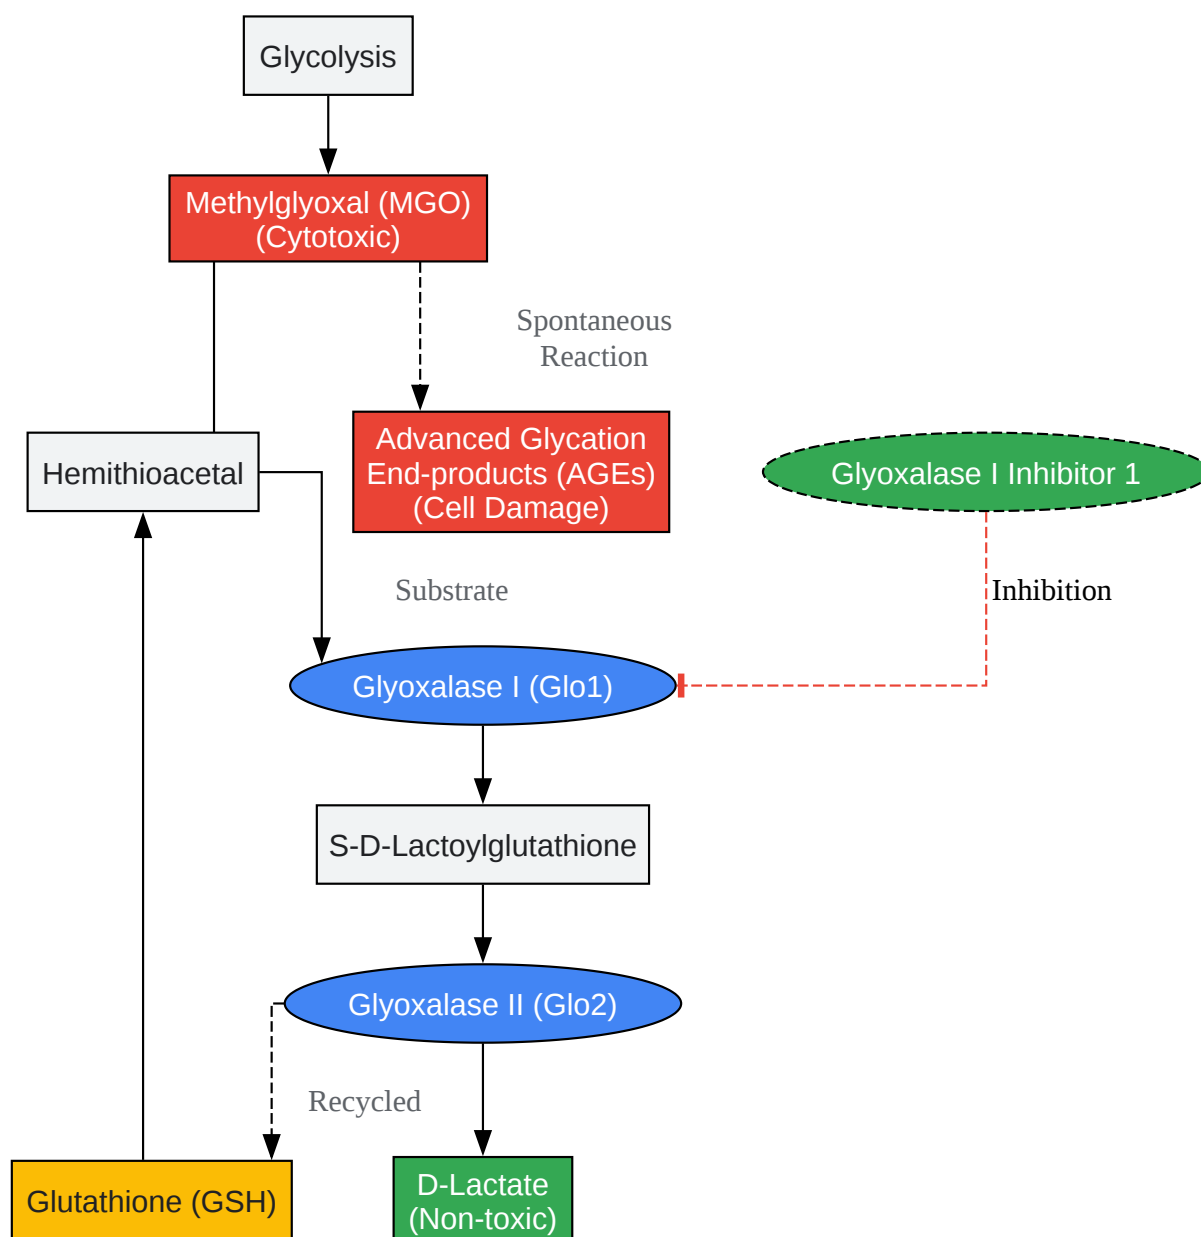 Glycolysis
Methylglyoxal (MGO)
(Cytotoxic)
Spontaneous
Reaction
Advanced Glycation
End-products (AGEs)
(Cell Damage)
Hemithioacetal
Glyoxalase I Inhibitor 1
Substrate
Inhibition
Glyoxalase I (Glo1)
S-D-Lactoylglutathione
Glyoxalase II (Glo2)
Recycled
Glutathione (GSH)
D-Lactate
(Non-toxic)